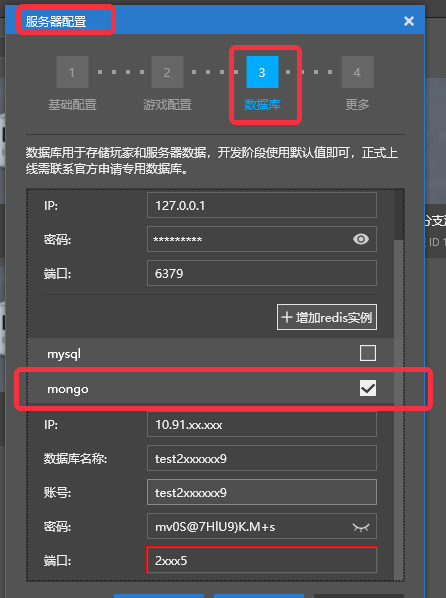 服务器配置
1 2 3 4
基础配置 游戏配置 数据库 更多
数据库用于存储玩家和服务器数据，开发阶段使用默认值即可，正式上
线需联系官方申请专用数据库。
IP: 127.0.0.1
密码: *********
端口: 6379
增加redis实例
mysql
mongo
IP: 10.91.xx.xxx
数据库名称: test2xxxxxx9
账号: test2xxxxxx9
密码: mv0S@7HlU9)K.M+s
端口: 2xxx5
分支
ID 1